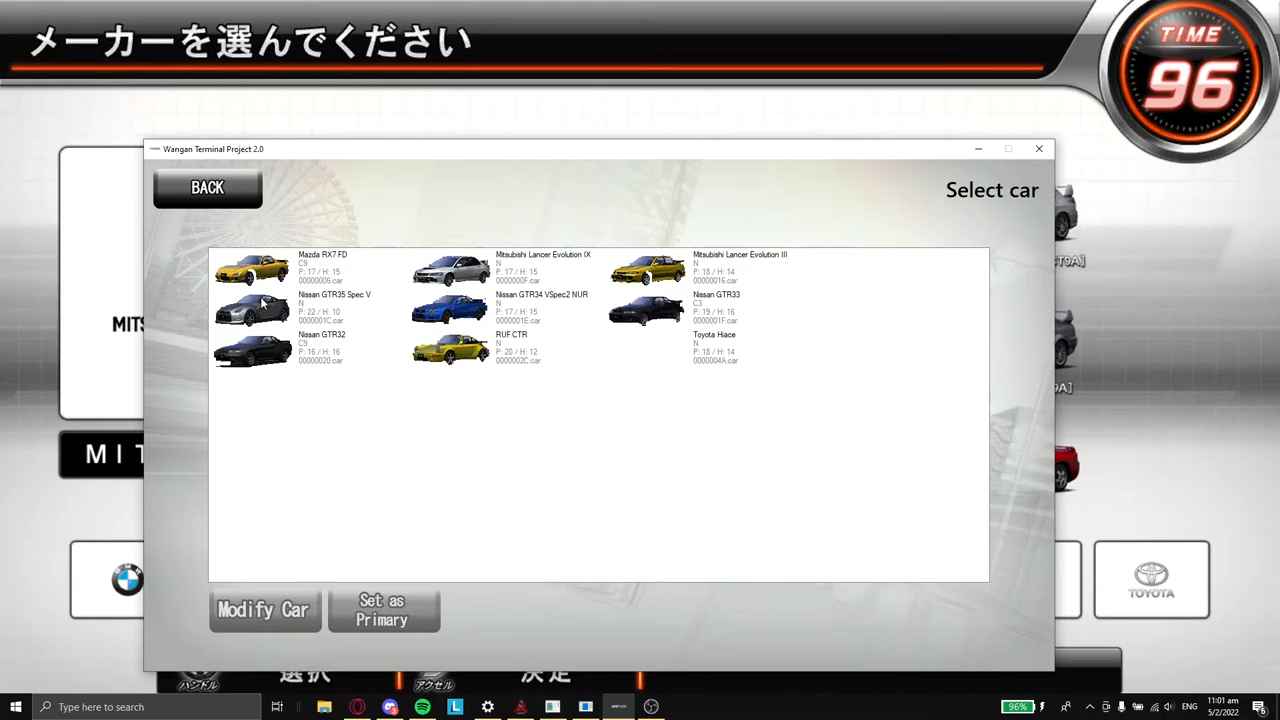 メーカーを選んでください
TIME
96
Wangan Terminal Project 2.0
BACK
Select car
Mazda RX7 FD
C9
P: 17 / H: 15
00000006.car
Mitsubishi Lancer Evolution IX
N
P: 17 / H: 15
0000000F.car
Mitsubishi Lancer Evolution III
N
P: 18 / H: 14
00000016.car
Nissan GTR35 Spec V
N
P: 22 / H: 10
0000001C.car
Nissan GTR34 VSpec2 NUR
N
P: 17 / H: 15
0000001E.car
Nissan GTR33
C3
P: 19 / H: 16
0000001F.car
Nissan GTR32
C9
P: 16 / H: 16
00000020.car
RUF CTR
N
P: 20 / H: 12
0000002C.car
Toyota Hiace
N
P: 18 / H: 14
0000004A.car
MITS
T9A]
A]
MIT
BMW
TOYOTA
Modify Car
Set as
Primary
ハンドル
選択
アクセル
決定
Type here to search
L
96%
ENG
11:01 am
5/2/2022
6